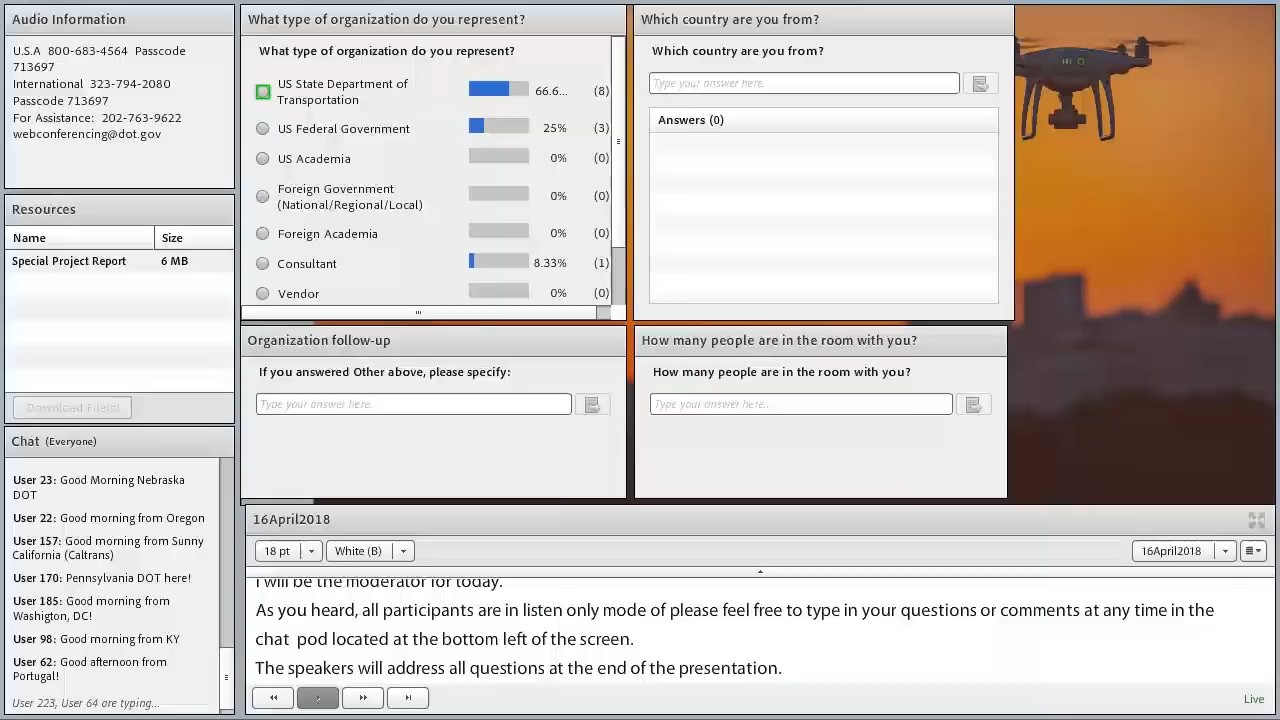 Audio Information
U.S.A  800-683-4564  Passcode
713697
International  323-794-2080
Passcode 713697
For Assistance:  202-763-9622
webconferencing@dot.gov
Resources
Name Size
Special Project Report 6 MB
Download File(s)
Chat (Everyone)
User 23: Good Morning Nebraska
DOT
User 22: Good morning from Oregon
User 157: Good morning from Sunny
California (Caltrans)
User 170: Pennsylvania DOT here!
User 185: Good morning from
Washigton, DC!
User 98: Good morning from KY
User 62: Good afternoon from
Portugal!
User 223, User 64 are typing...
What type of organization do you represent?
What type of organization do you represent?
US State Department of
Transportation 66.6... (8)
US Federal Government 25% (3)
US Academia 0% (0)
Foreign Government
(National/Regional/Local) 0% (0)
Foreign Academia 0% (0)
Consultant 8.33% (1)
Vendor 0% (0)
Which country are you from?
Which country are you from?
Type your answer here.
Answers (0)
Organization follow-up
If you answered Other above, please specify:
Type your answer here.
How many people are in the room with you?
How many people are in the room with you?
Type your answer here..
16April2018
18 pt White (B) 16April2018
I will be the moderator for today.
As you heard, all participants are in listen only mode of please feel free to type in your questions or comments at any time in the
chat  pod located at the bottom left of the screen.
The speakers will address all questions at the end of the presentation.
Live